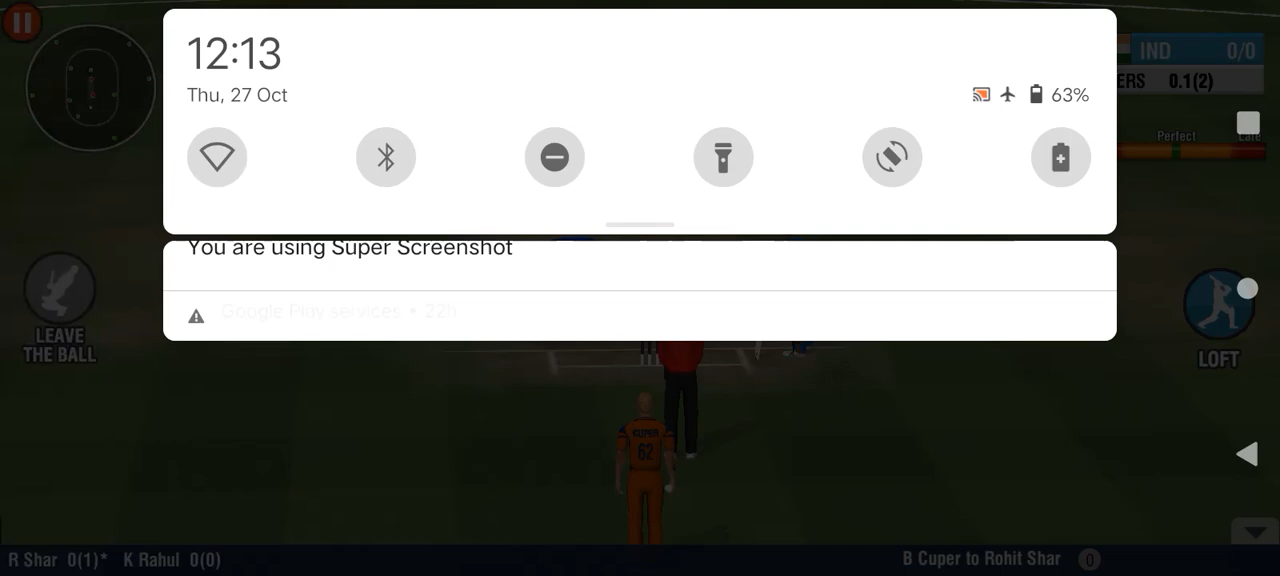 12:13
Thu, 27 Oct
63%
IND 0/0
ERS 0.1(2)
Perfect Late
You are using Super Screenshot
Google Play services • 22h
LEAVE
THE BALL
LOFT
SUPER
62
R Shar 0(1)* K Rahul 0(0)
B Cuper to Rohit Shar 0